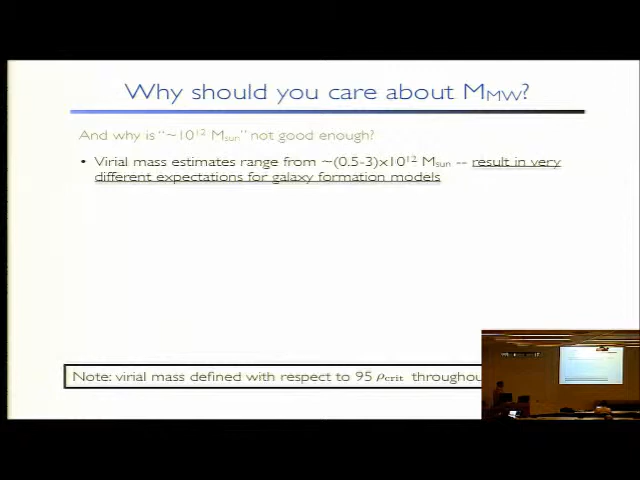 Why should you care about MMW?
And why is "~10¹² Msun" not good enough?
• Virial mass estimates range from ~(0.5-3)×10¹² Msun -- result in very
different expectations for galaxy formation models
Note: virial mass defined with respect to 95 ρcrit throughou